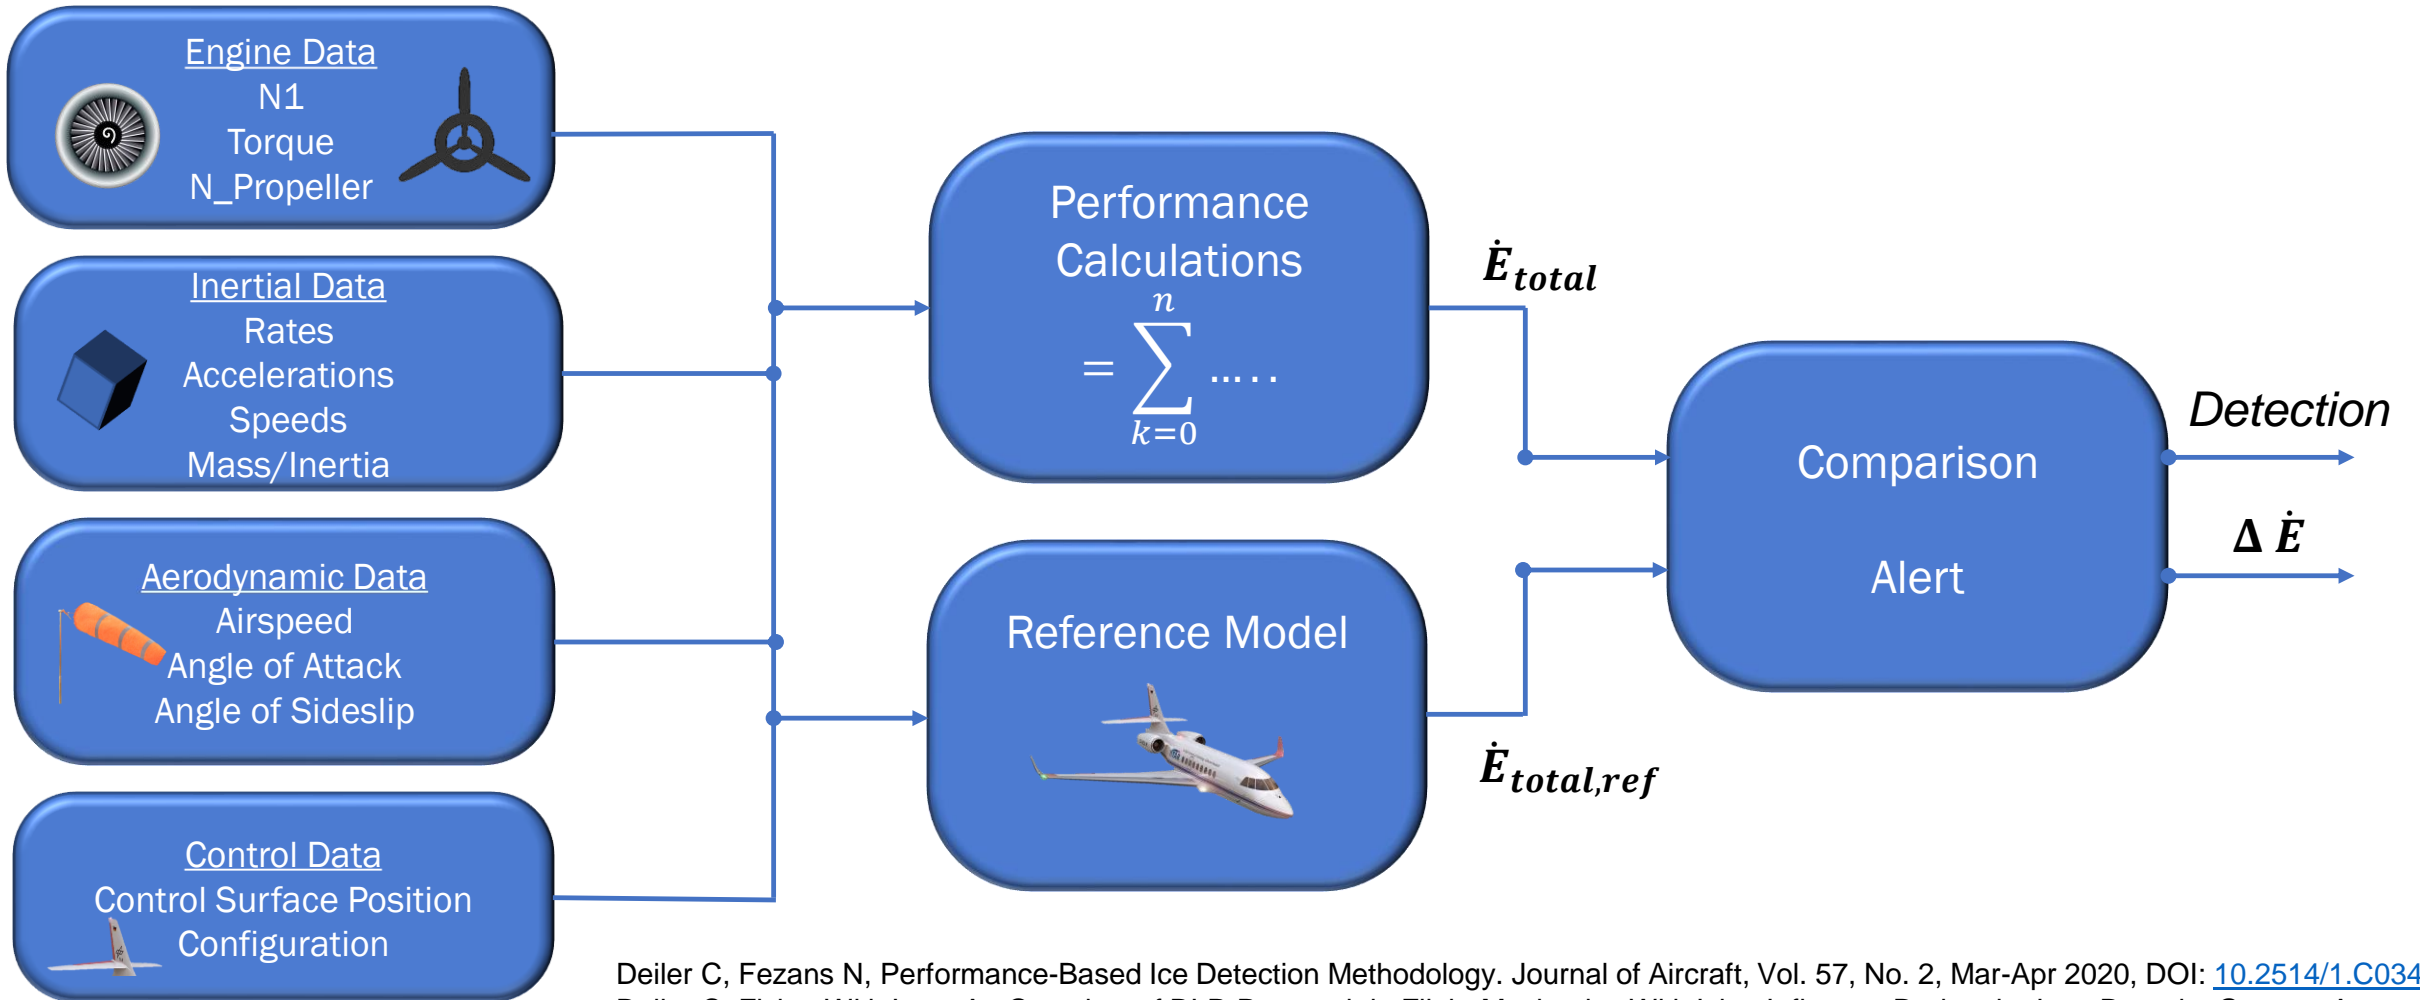 Engine Data
N1
Torque
N_Propeller
Inertial Data
Rates
Accelerations
Speeds
Mass/Inertia
Aerodynamic Data
Airspeed
Angle of Attack
Angle of Sideslip
Control Data
Control Surface Position
Configuration
Performance
Calculations
n
= ∑ .....
k=0
Reference Model
Ė_total
Ė_total,ref
Comparison
Alert
Detection
Δ Ė
Deiler C, Fezans N, Performance-Based Ice Detection Methodology. Journal of Aircraft, Vol. 57, No. 2, Mar-Apr 2020, DOI: 10.2514/1.C034